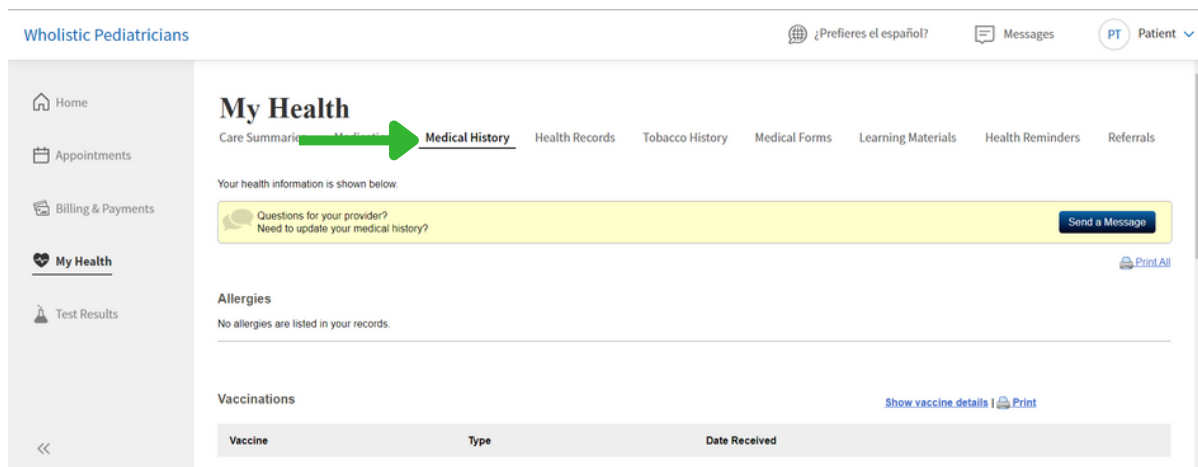 Wholistic Pediatricians
¿Prefieres el español?
Messages
PT
Patient
Home
Appointments
Billing & Payments
My Health
Test Results
My Health
Care Summaries Medical History Health Records Tobacco History Medical Forms Learning Materials Health Reminders Referrals
Your health information is shown below.
Questions for your provider?
Need to update your medical history?
Send a Message
Print All
Allergies
No allergies are listed in your records.
Vaccinations
Show vaccine details | Print
Vaccine Type Date Received